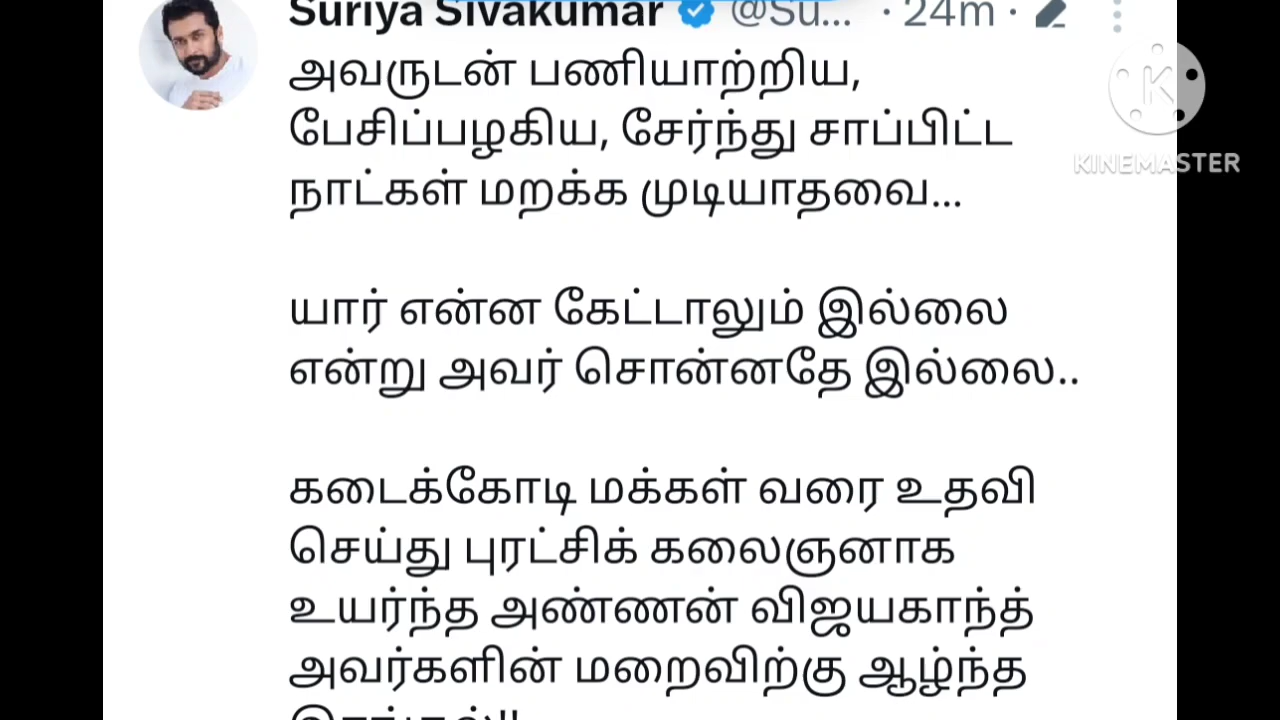 Suriya Sivakumar @Su... · 24m ·
அவருடன் பணியாற்றிய,
பேசிப்பழகிய, சேர்ந்து சாப்பிட்ட
நாட்கள் மறக்க முடியாதவை...
யார் என்ன கேட்டாலும் இல்லை
என்று அவர் சொன்னதே இல்லை..
கடைக்கோடி மக்கள் வரை உதவி
செய்து புரட்சிக் கலைஞனாக
உயர்ந்த அண்ணன் விஜயகாந்த்
அவர்களின் மறைவிற்கு ஆழ்ந்த
K
KINEMASTER